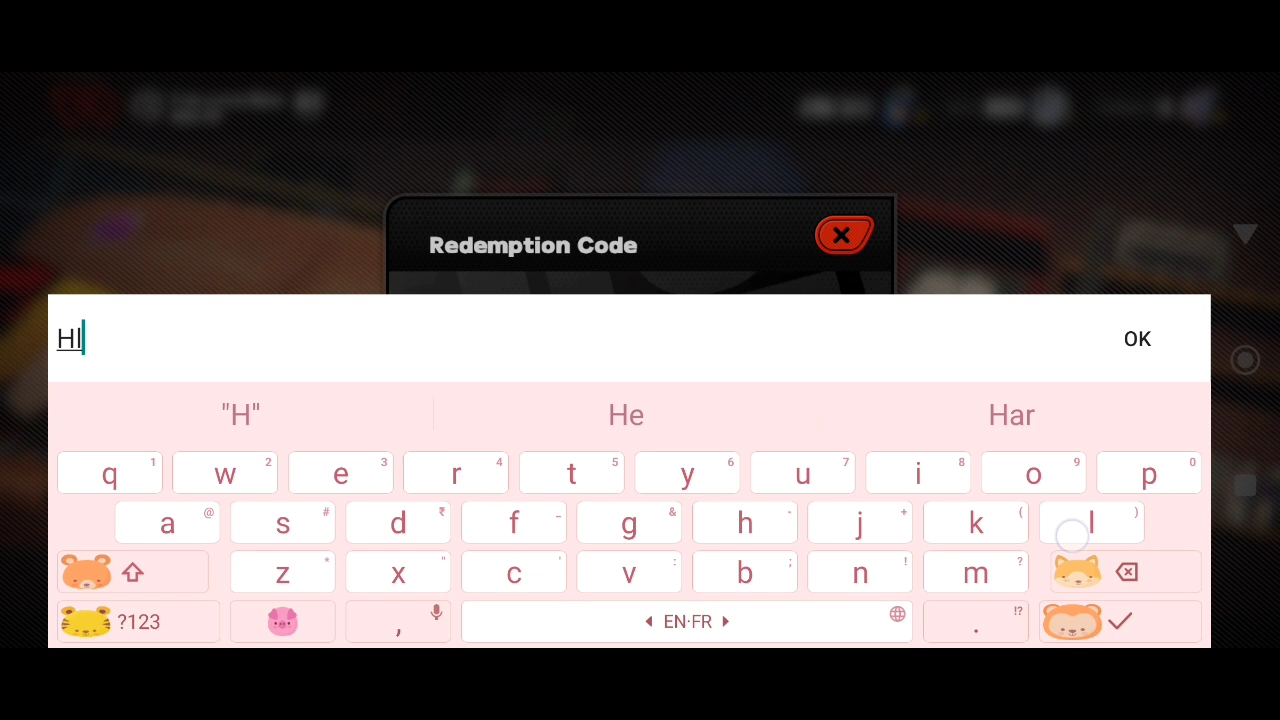 Redemption Code
Hl
OK
"H" He Har
q 1 w 2 e 3 r 4 t 5 y 6 u 7 i 8 o 9 p 0
a @ s # d ₹ f _ g & h - j + k ( l )
z * x " c ' v : b ; n ! m ?
?123 , EN·FR . !?